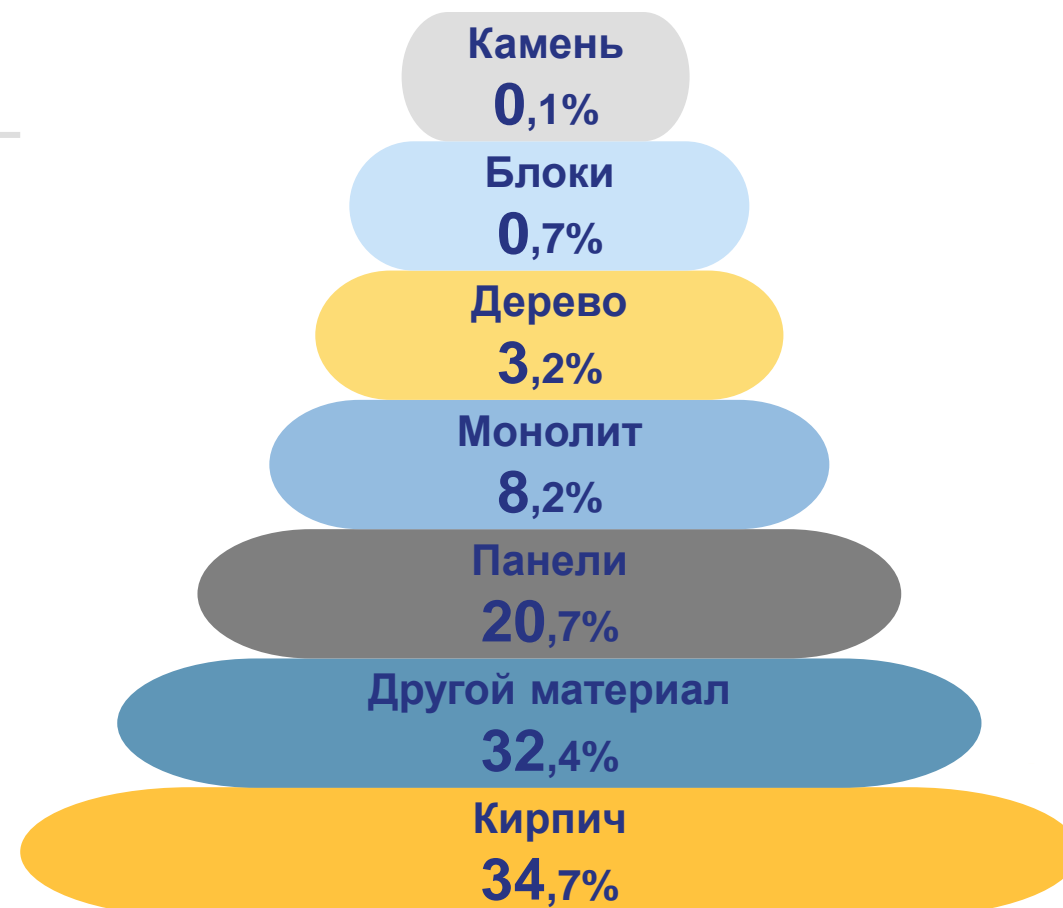 Камень
0,1%
Блоки
0,7%
Дерево
3,2%
Монолит
8,2%
Панели
20,7%
Другой материал
32,4%
Кирпич
34,7%